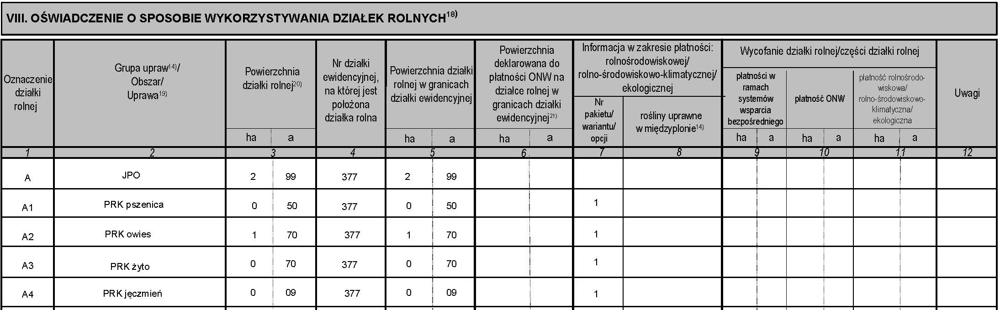 VIII. OŚWIADCZENIE O SPOSOBIE WYKORZYSTYWANIA DZIAŁEK ROLNYCH18)
Oznaczenie
działki
rolnej
Grupa upraw14)/
Obszar/
Uprawa19)
Powierzchnia
działki rolnej20)
ha a
Nr działki
ewidencyjnej,
na której jest
położona
działka rolna
Powierzchnia działki
rolnej w granicach
działki ewidencyjnej
ha a
Powierzchnia
deklarowana do
płatności ONW na
działce rolnej w
granicach działki
ewidencyjnej21)
ha a
Informacja w zakresie płatności:
rolnośrodowiskowej/
rolno-środowiskowo-klimatycznej/
ekologicznej
Nr
pakietu/
wariantu/
opcji
rośliny uprawne
w międzyplonie14)
Wycofanie działki rolnej/części działki rolnej
płatności w
ramach
systemów
wsparcia
bezpośredniego
ha a
płatność ONW
ha a
płatność rolnośrodo-
wiskowa/
rolno-środowiskowo-
klimatyczna/
ekologiczna
ha a
Uwagi
1 2 3 4 5 6 7 8 9 10 11 12
A JPO 2 99 377 2 99
A1 PRK pszenica 0 50 377 0 50 1
A2 PRK owies 1 70 377 1 70 1
A3 PRK żyto 0 70 377 0 70 1
A4 PRK jęczmień 0 09 377 0 09 1